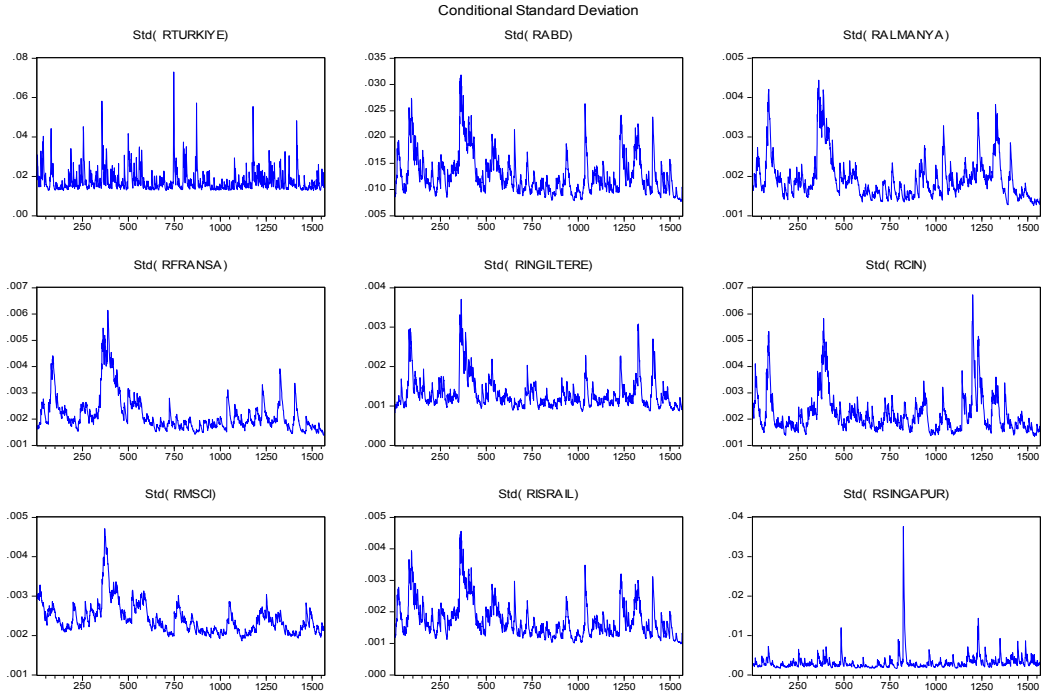 Conditional Standard Deviation
Std( RTURKIYE)
.08
.06
.04
.02
.00
250 500 750 1000 1250 1500
Std( RABD)
.035
.030
.025
.020
.015
.010
.005
250 500 750 1000 1250 1500
Std( RALMANYA)
.005
.004
.003
.002
.001
250 500 750 1000 1250 1500
Std( RFRANSA)
.007
.006
.005
.004
.003
.002
.001
250 500 750 1000 1250 1500
Std( RINGILTERE)
.004
.003
.002
.001
.000
250 500 750 1000 1250 1500
Std( RCIN)
.007
.006
.005
.004
.003
.002
.001
250 500 750 1000 1250 1500
Std( RMSCI)
.005
.004
.003
.002
.001
250 500 750 1000 1250 1500
Std( RISRAIL)
.005
.004
.003
.002
.001
.000
250 500 750 1000 1250 1500
Std( RSINGAPUR)
.04
.03
.02
.01
.00
250 500 750 1000 1250 1500